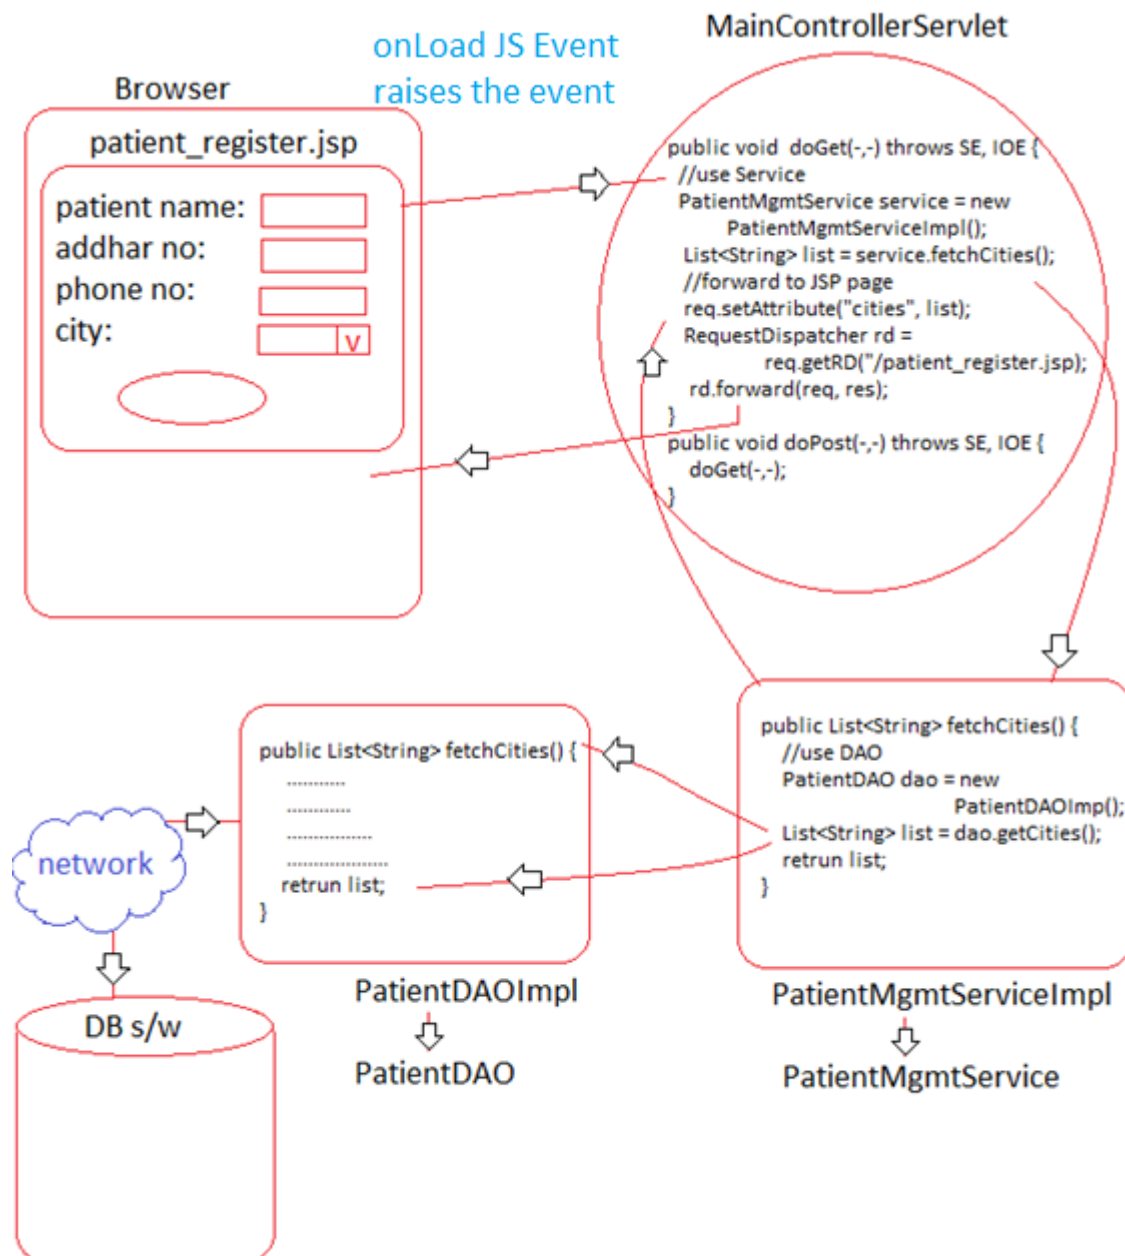 onLoad JS Event
raises the event
MainControllerServlet
Browser
patient_register.jsp
patient name:
addhar no:
phone no:
city:
v
public void doGet(-,-) throws SE, IOE {
//use Service
PatientMgmtService service = new
PatientMgmtServiceImpl();
List<String> list = service.fetchCities();
//forward to JSP page
req.setAttribute("cities", list);
RequestDispatcher rd =
req.getRD("/patient_register.jsp);
rd.forward(req, res);
}
public void doPost(-,-) throws SE, IOE {
doGet(-,-);
}
public List<String> fetchCities() {
...........
............
................
...................
retrun list;
}
PatientDAOImpl
PatientDAO
public List<String> fetchCities() {
//use DAO
PatientDAO dao = new
PatientDAOImp();
List<String> list = dao.getCities();
retrun list;
}
PatientMgmtServiceImpl
PatientMgmtService
network
DB s/w